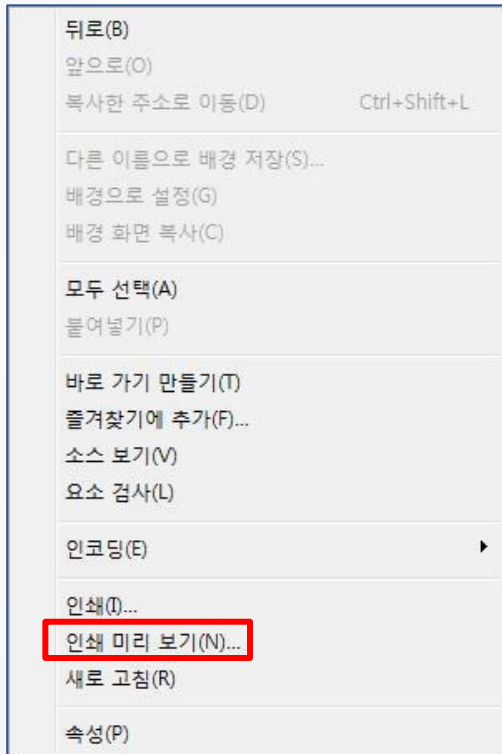 뒤로(B)
앞으로(O)
복사한 주소로 이동(D) Ctrl+Shift+L
다른 이름으로 배경 저장(S)...
배경으로 설정(G)
배경 화면 복사(C)
모두 선택(A)
붙여넣기(P)
바로 가기 만들기(T)
즐겨찾기에 추가(F)...
소스 보기(V)
요소 검사(L)
인코딩(E)
인쇄(I)...
인쇄 미리 보기(N)...
새로 고침(R)
속성(P)